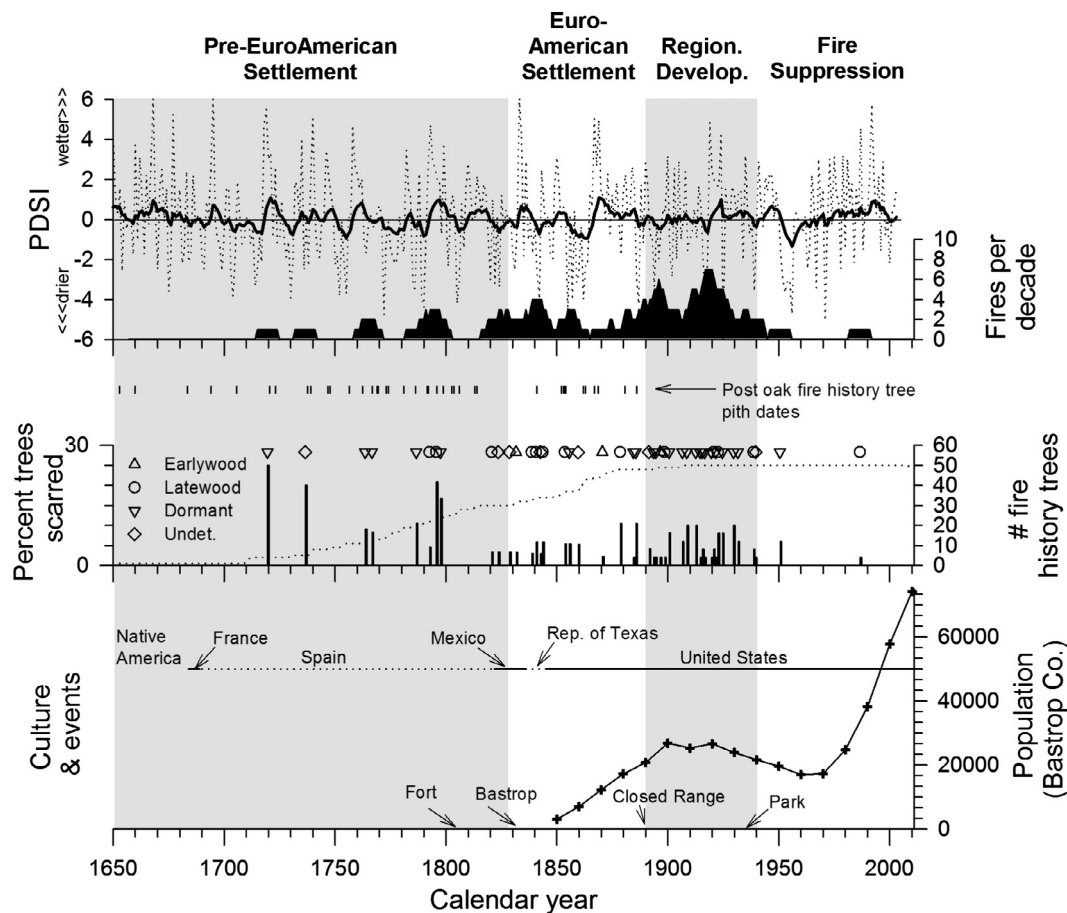 Pre-EuroAmerican
Settlement
Euro-
American
Settlement
Region.
Develop.
Fire
Suppression
PDSI
wetter>>>
<<<drier
6
4
2
0
-2
-4
-6
10
8
6
4
2
0
Fires per
decade
Post oak fire history tree
pith dates
Percent trees
scarred
30
20
10
0
Earlywood
Latewood
Dormant
Undet.
60
50
40
30
20
10
0
# fire
history trees
Culture
& events
Native
America
France
Spain
Mexico
Rep. of Texas
United States
Fort
Bastrop
Closed Range
Park
60000
40000
20000
0
Population
(Bastrop Co.)
1650 1700 1750 1800 1850 1900 1950 2000
Calendar year